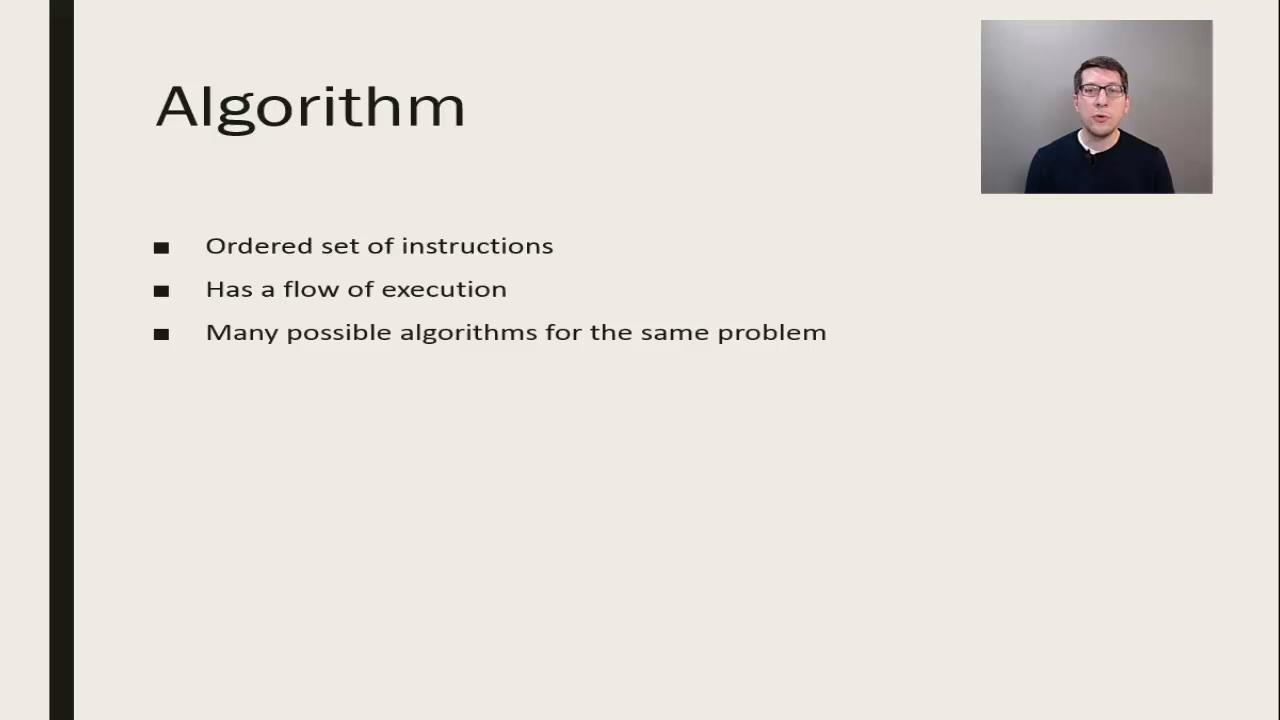 Algorithm
Ordered set of instructions
Has a flow of execution
Many possible algorithms for the same problem